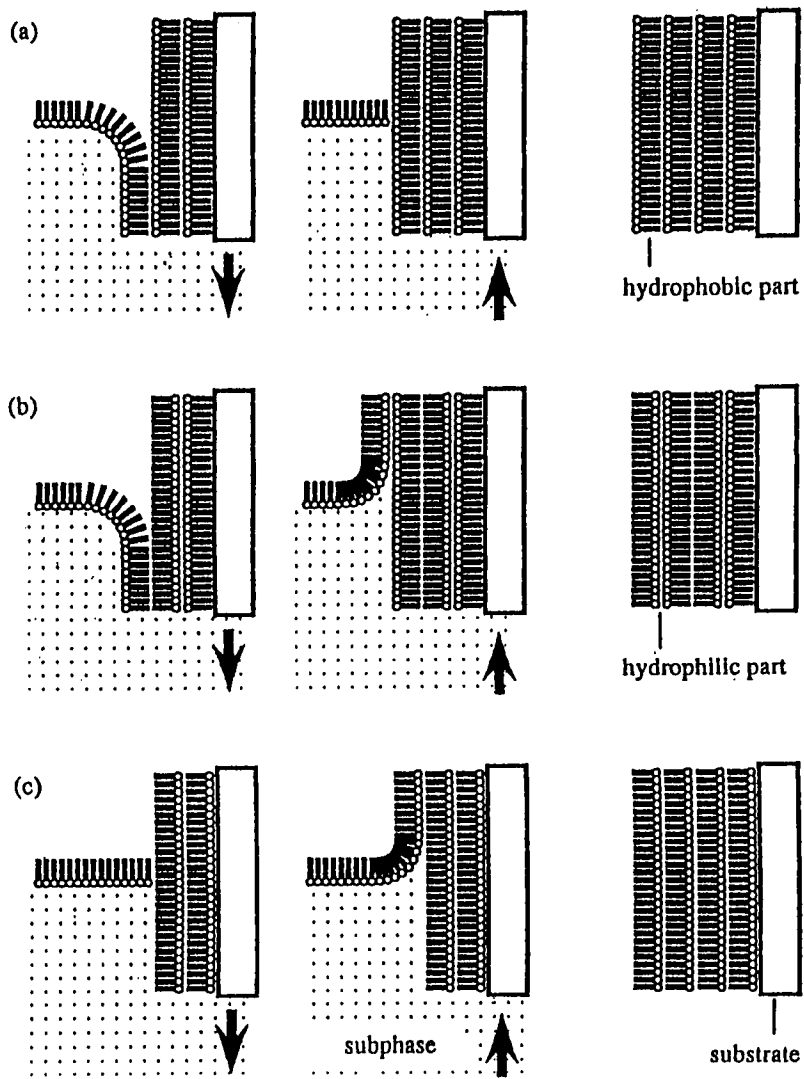 (a)
hydrophobic part
(b)
hydrophilic part
(c)
subphase
substrate